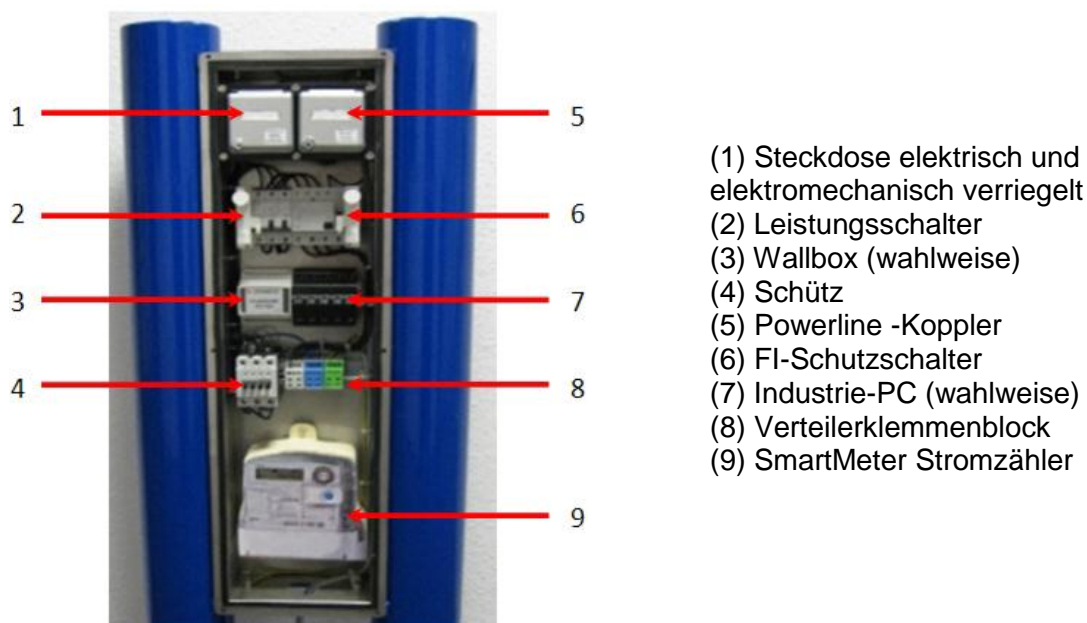 1
5
2
6
3
7
4
8
9
(1) Steckdose elektrisch und
elektromechanisch verriegelt
(2) Leistungsschalter
(3) Wallbox (wahlweise)
(4) Schütz
(5) Powerline -Koppler
(6) FI-Schutzschalter
(7) Industrie-PC (wahlweise)
(8) Verteilerklemmenblock
(9) SmartMeter Stromzähler